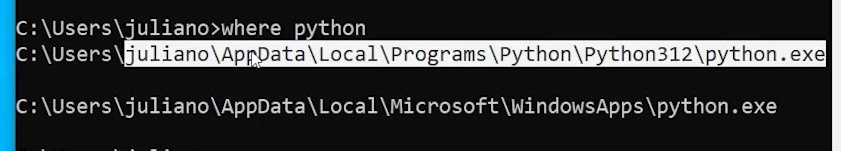 C:\Users\juliano>where python
C:\Users\juliano\AppData\Local\Programs\Python\Python312\python.exe
C:\Users\juliano\AppData\Local\Microsoft\WindowsApps\python.exe